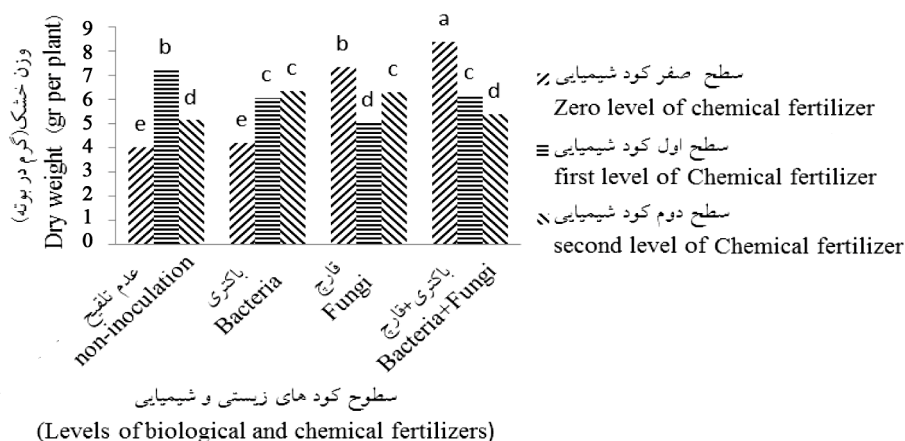 وزن خشک(گرم در بوته)
Dry weight (gr per plant)
9
8
7
6
5
4
3
2
1
0
e
b
d
e
c
c
b
d
c
a
c
d
عدم تلقیح
non-inoculation
باکتری
Bacteria
قارچ
Fungi
باکتری+قارچ
Bacteria+Fungi
سطح صفر کود شیمیایی
Zero level of chemical fertilizer
سطح اول کود شیمیایی
first level of Chemical fertilizer
سطح دوم کود شیمیایی
second level of Chemical fertilizer
سطوح کود های زیستی و شیمیایی
(Levels of biological and chemical fertilizers)